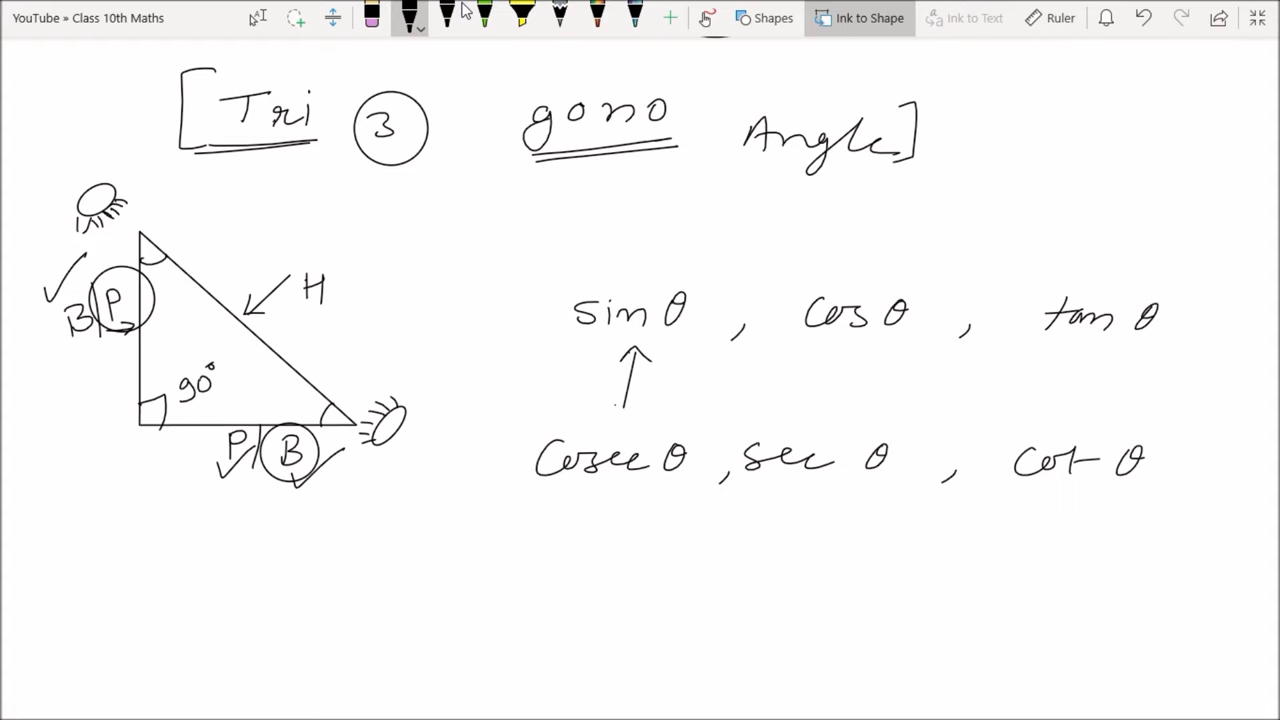 YouTube » Class 10th Maths
Shapes Ink to Shape Ink to Text Ruler
[Tri 3 gono Angle]
H
B P
90°
P B
sin θ , cos θ , tan θ
cosec θ , sec θ , cot θ